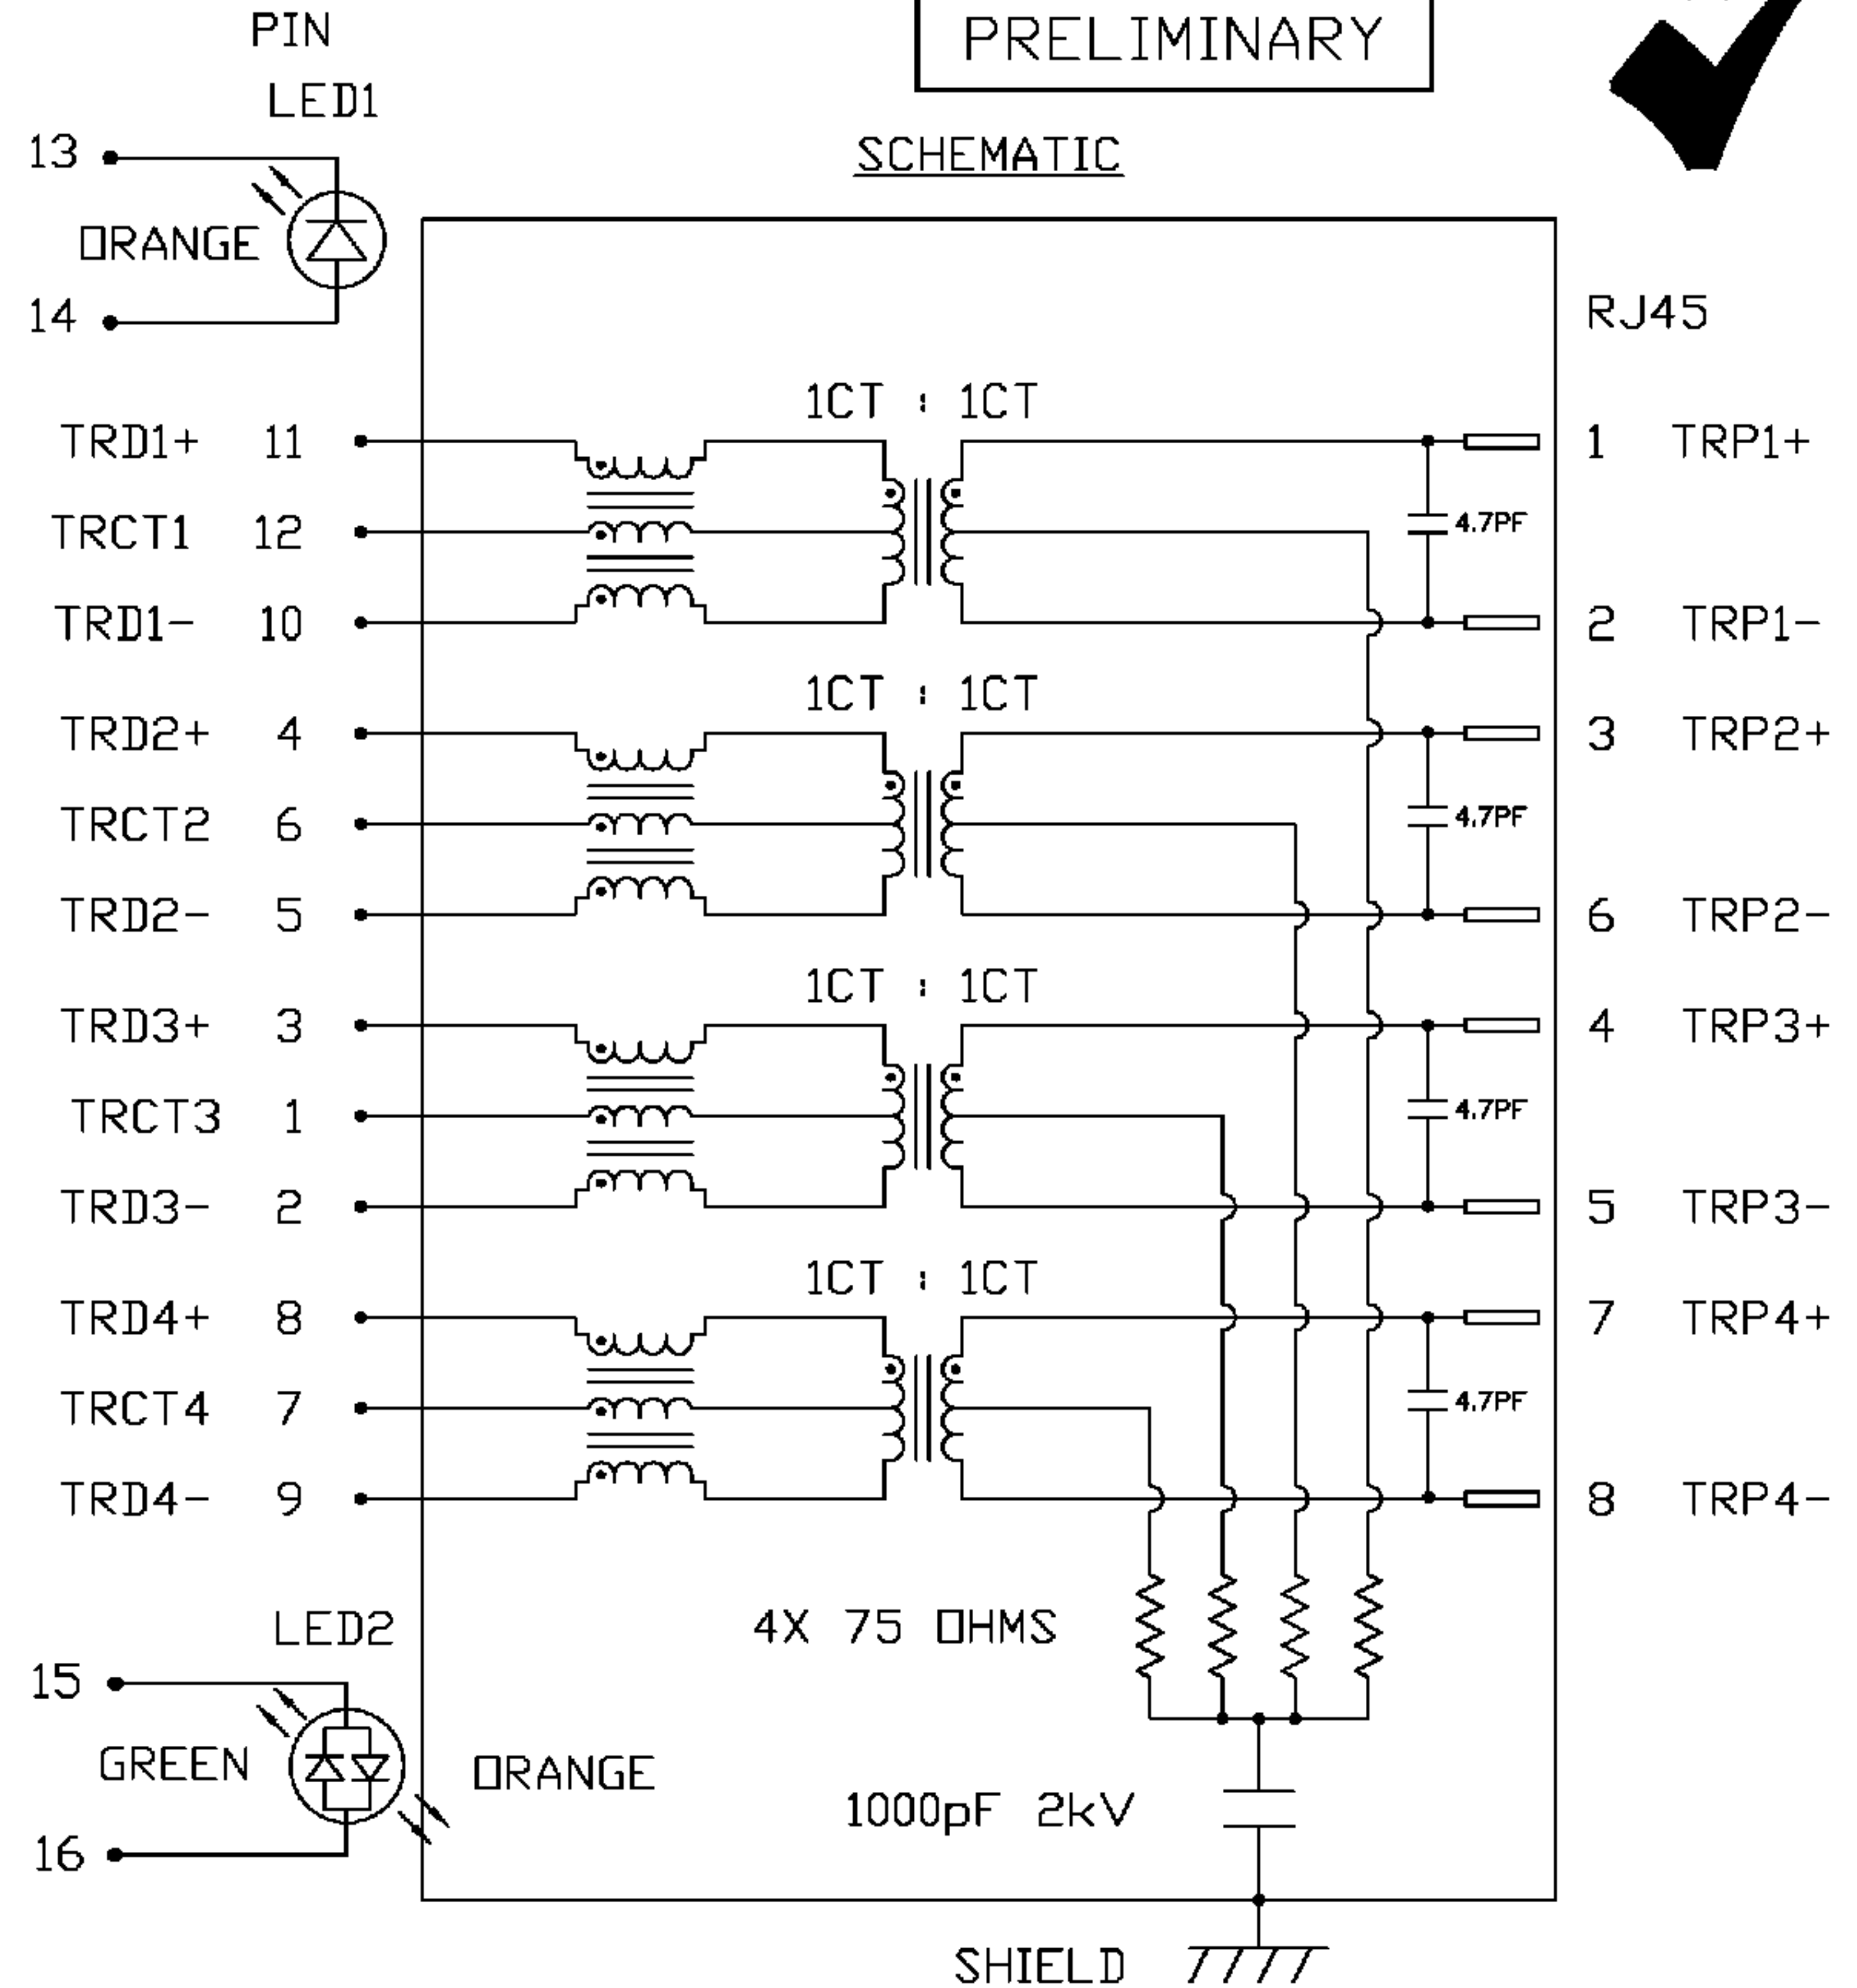 PIN
PRELIMINARY
LED1
13
SCHEMATIC
ORANGE
14
RJ45
1CT : 1CT
TRD1+ 11
1 TRP1+
TRCT1 12
4.7PF
TRD1- 10
2 TRP1-
1CT : 1CT
TRD2+ 4
3 TRP2+
TRCT2 6
4.7PF
TRD2- 5
6 TRP2-
1CT : 1CT
TRD3+ 3
4 TRP3+
TRCT3 1
4.7PF
TRD3- 2
5 TRP3-
1CT : 1CT
TRD4+ 8
7 TRP4+
TRCT4 7
4.7PF
TRD4- 9
8 TRP4-
LED2
4X 75 OHMS
15
GREEN
ORANGE
1000pF 2kV
16
SHIELD